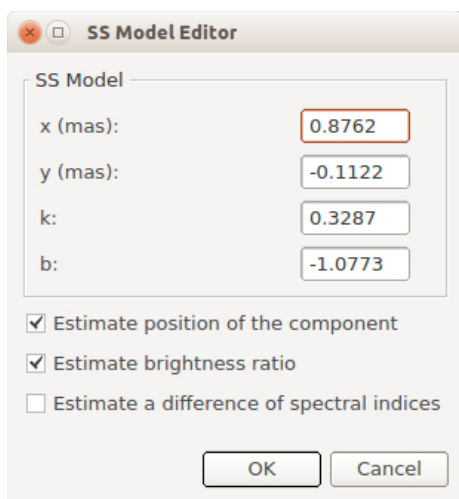 SS Model Editor
SS Model
x (mas): 0.8762
y (mas): -0.1122
k: 0.3287
b: -1.0773
Estimate position of the component
Estimate brightness ratio
Estimate a difference of spectral indices
OK Cancel